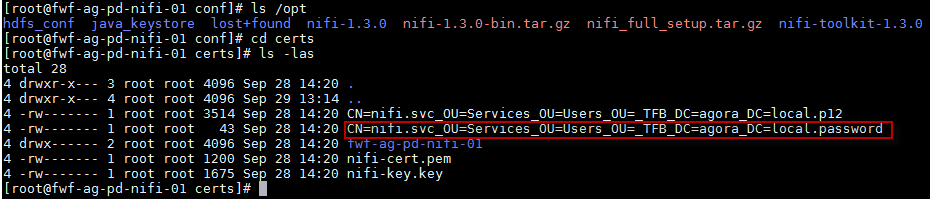 [root@fwf-ag-pd-nifi-01 conf]# ls /opt
hdfs_conf java_keystore lost+found nifi-1.3.0 nifi-1.3.0-bin.tar.gz nifi_full_setup.tar.gz nifi-toolkit-1.3.0
[root@fwf-ag-pd-nifi-01 conf]# cd certs
[root@fwf-ag-pd-nifi-01 certs]# ls -las
total 28
4 drwxr-x--- 3 root root 4096 Sep 28 14:20 .
4 drwxr-x--- 4 root root 4096 Sep 29 13:14 ..
4 -rw------- 1 root root 3514 Sep 28 14:20 CN=nifi.svc_OU=Services_OU=Users_OU=_TFB_DC=agora_DC=local.p12
4 -rw------- 1 root root 43 Sep 28 14:20 CN=nifi.svc_OU=Services_OU=Users_OU=_TFB_DC=agora_DC=local.password
4 drwx------ 2 root root 4096 Sep 28 14:20 fwf-ag-pd-nifi-01
4 -rw------- 1 root root 1200 Sep 28 14:20 nifi-cert.pem
4 -rw------- 1 root root 1675 Sep 28 14:20 nifi-key.key
[root@fwf-ag-pd-nifi-01 certs]#